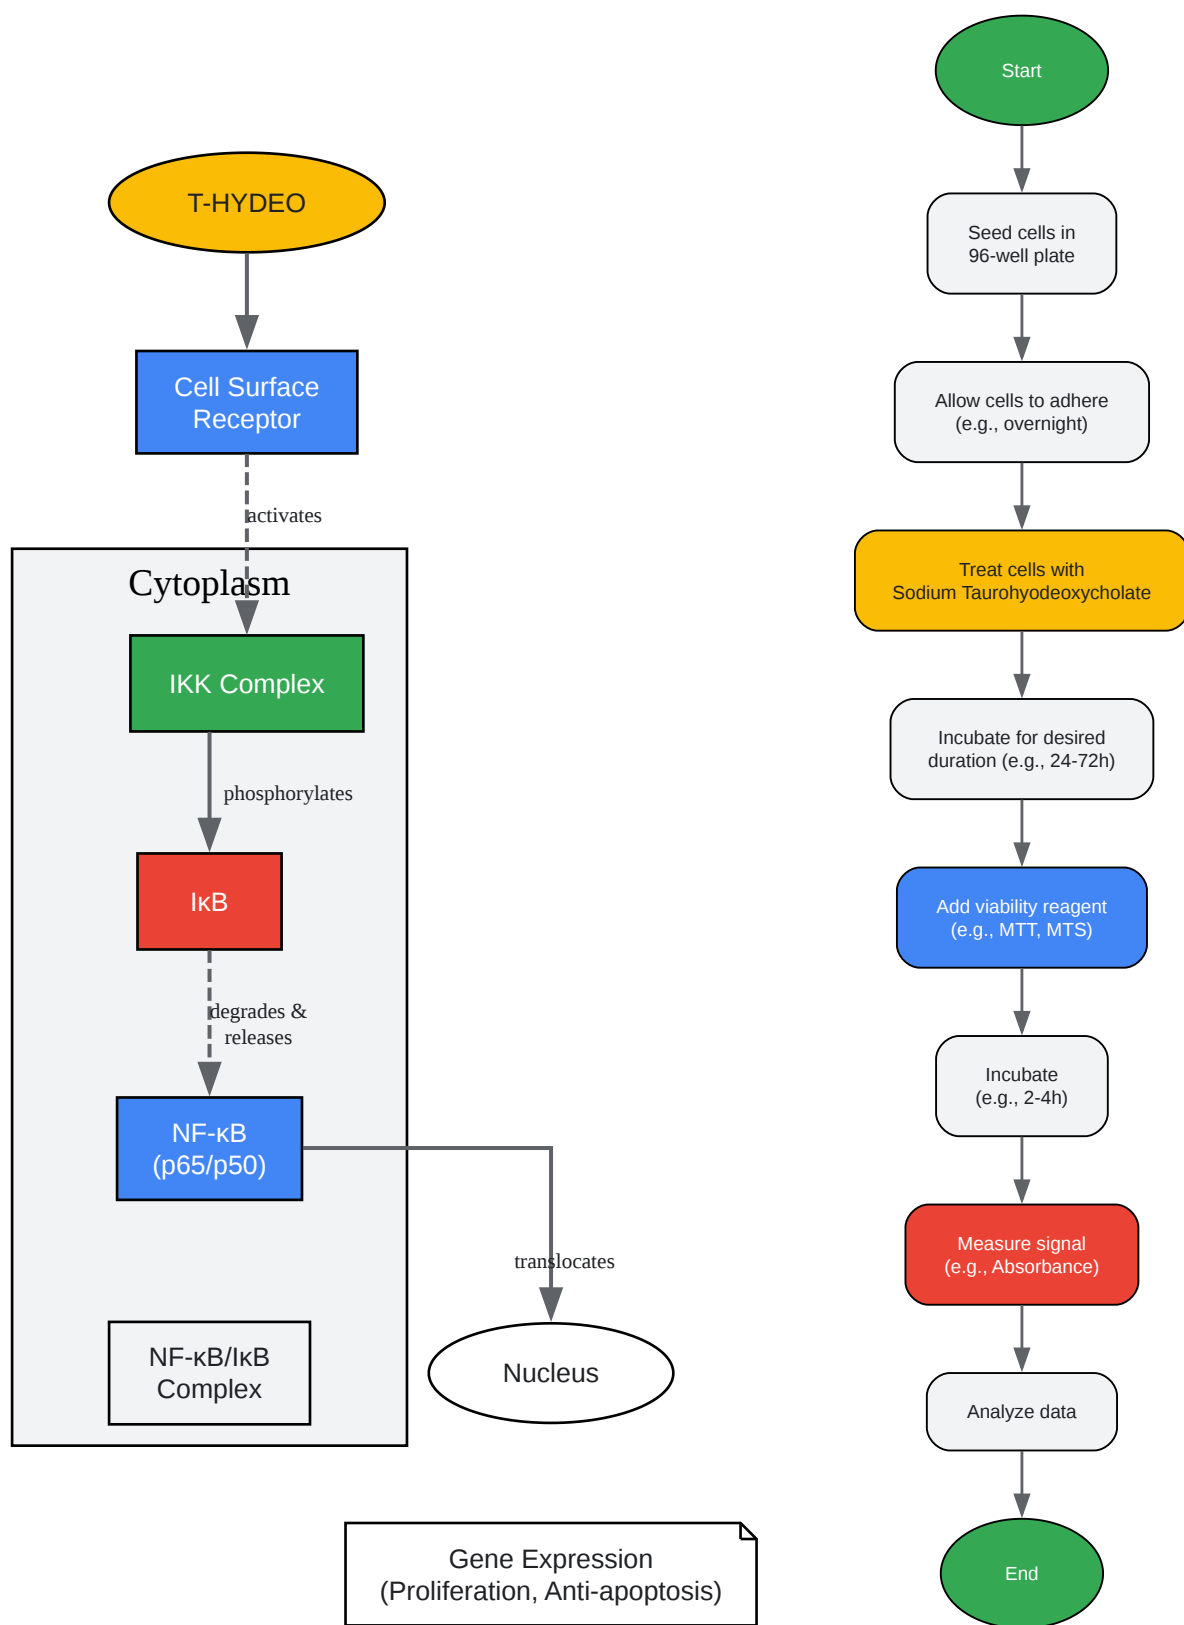 T-HYDEO
Cell Surface
Receptor
activates
Cytoplasm
IKK Complex
phosphorylates
IκB
degrades &
releases
NF-κB
(p65/p50)
translocates
NF-κB/IκB
Complex
Nucleus
Gene Expression
(Proliferation, Anti-apoptosis)
Start
Seed cells in
96-well plate
Allow cells to adhere
(e.g., overnight)
Treat cells with
Sodium Taurohyodeoxycholate
Incubate for desired
duration (e.g., 24-72h)
Add viability reagent
(e.g., MTT, MTS)
Incubate
(e.g., 2-4h)
Measure signal
(e.g., Absorbance)
Analyze data
End